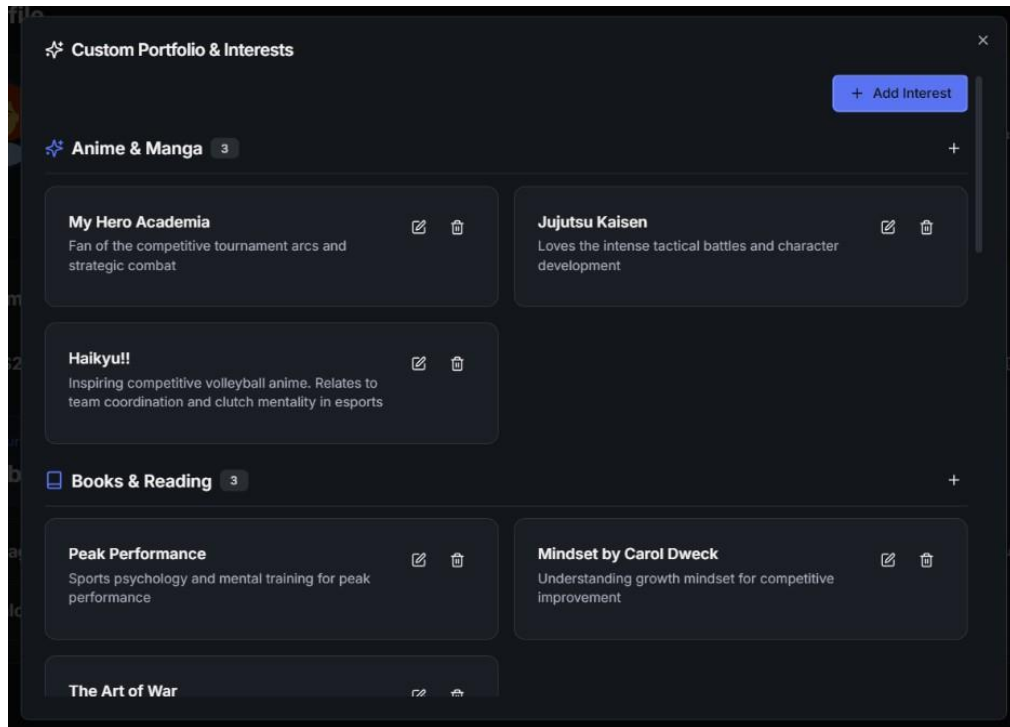 Custom Portfolio & Interests
+ Add Interest
Anime & Manga 3
My Hero Academia
Fan of the competitive tournament arcs and
strategic combat
Jujutsu Kaisen
Loves the intense tactical battles and character
development
Haikyu!!
Inspiring competitive volleyball anime. Relates to
team coordination and clutch mentality in esports
Books & Reading 3
Peak Performance
Sports psychology and mental training for peak
performance
Mindset by Carol Dweck
Understanding growth mindset for competitive
improvement
The Art of War